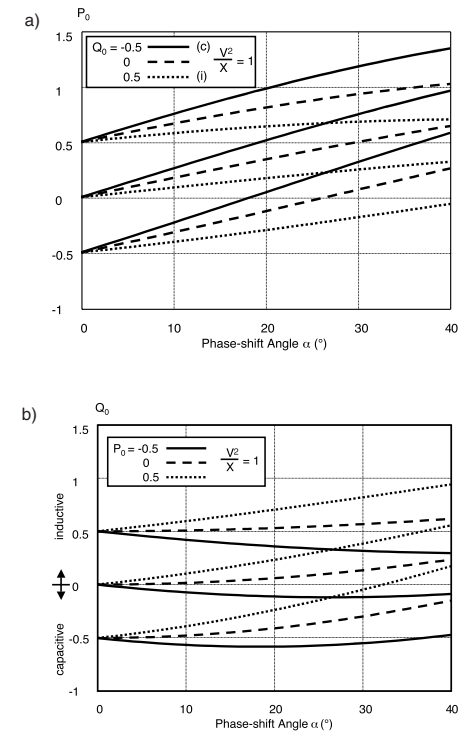 a)
P0
1.5
1
0.5
0
-0.5
-1
Q0 = -0.5 (c)
0
0.5 (i)
V²/X = 1
0 10 20 30 40
Phase-shift Angle α (°)
b)
Q0
1.5
1
0.5
0
-0.5
-1
inductive
capacitive
P0 = -0.5
0
0.5
V²/X = 1
0 10 20 30 40
Phase-shift Angle α (°)